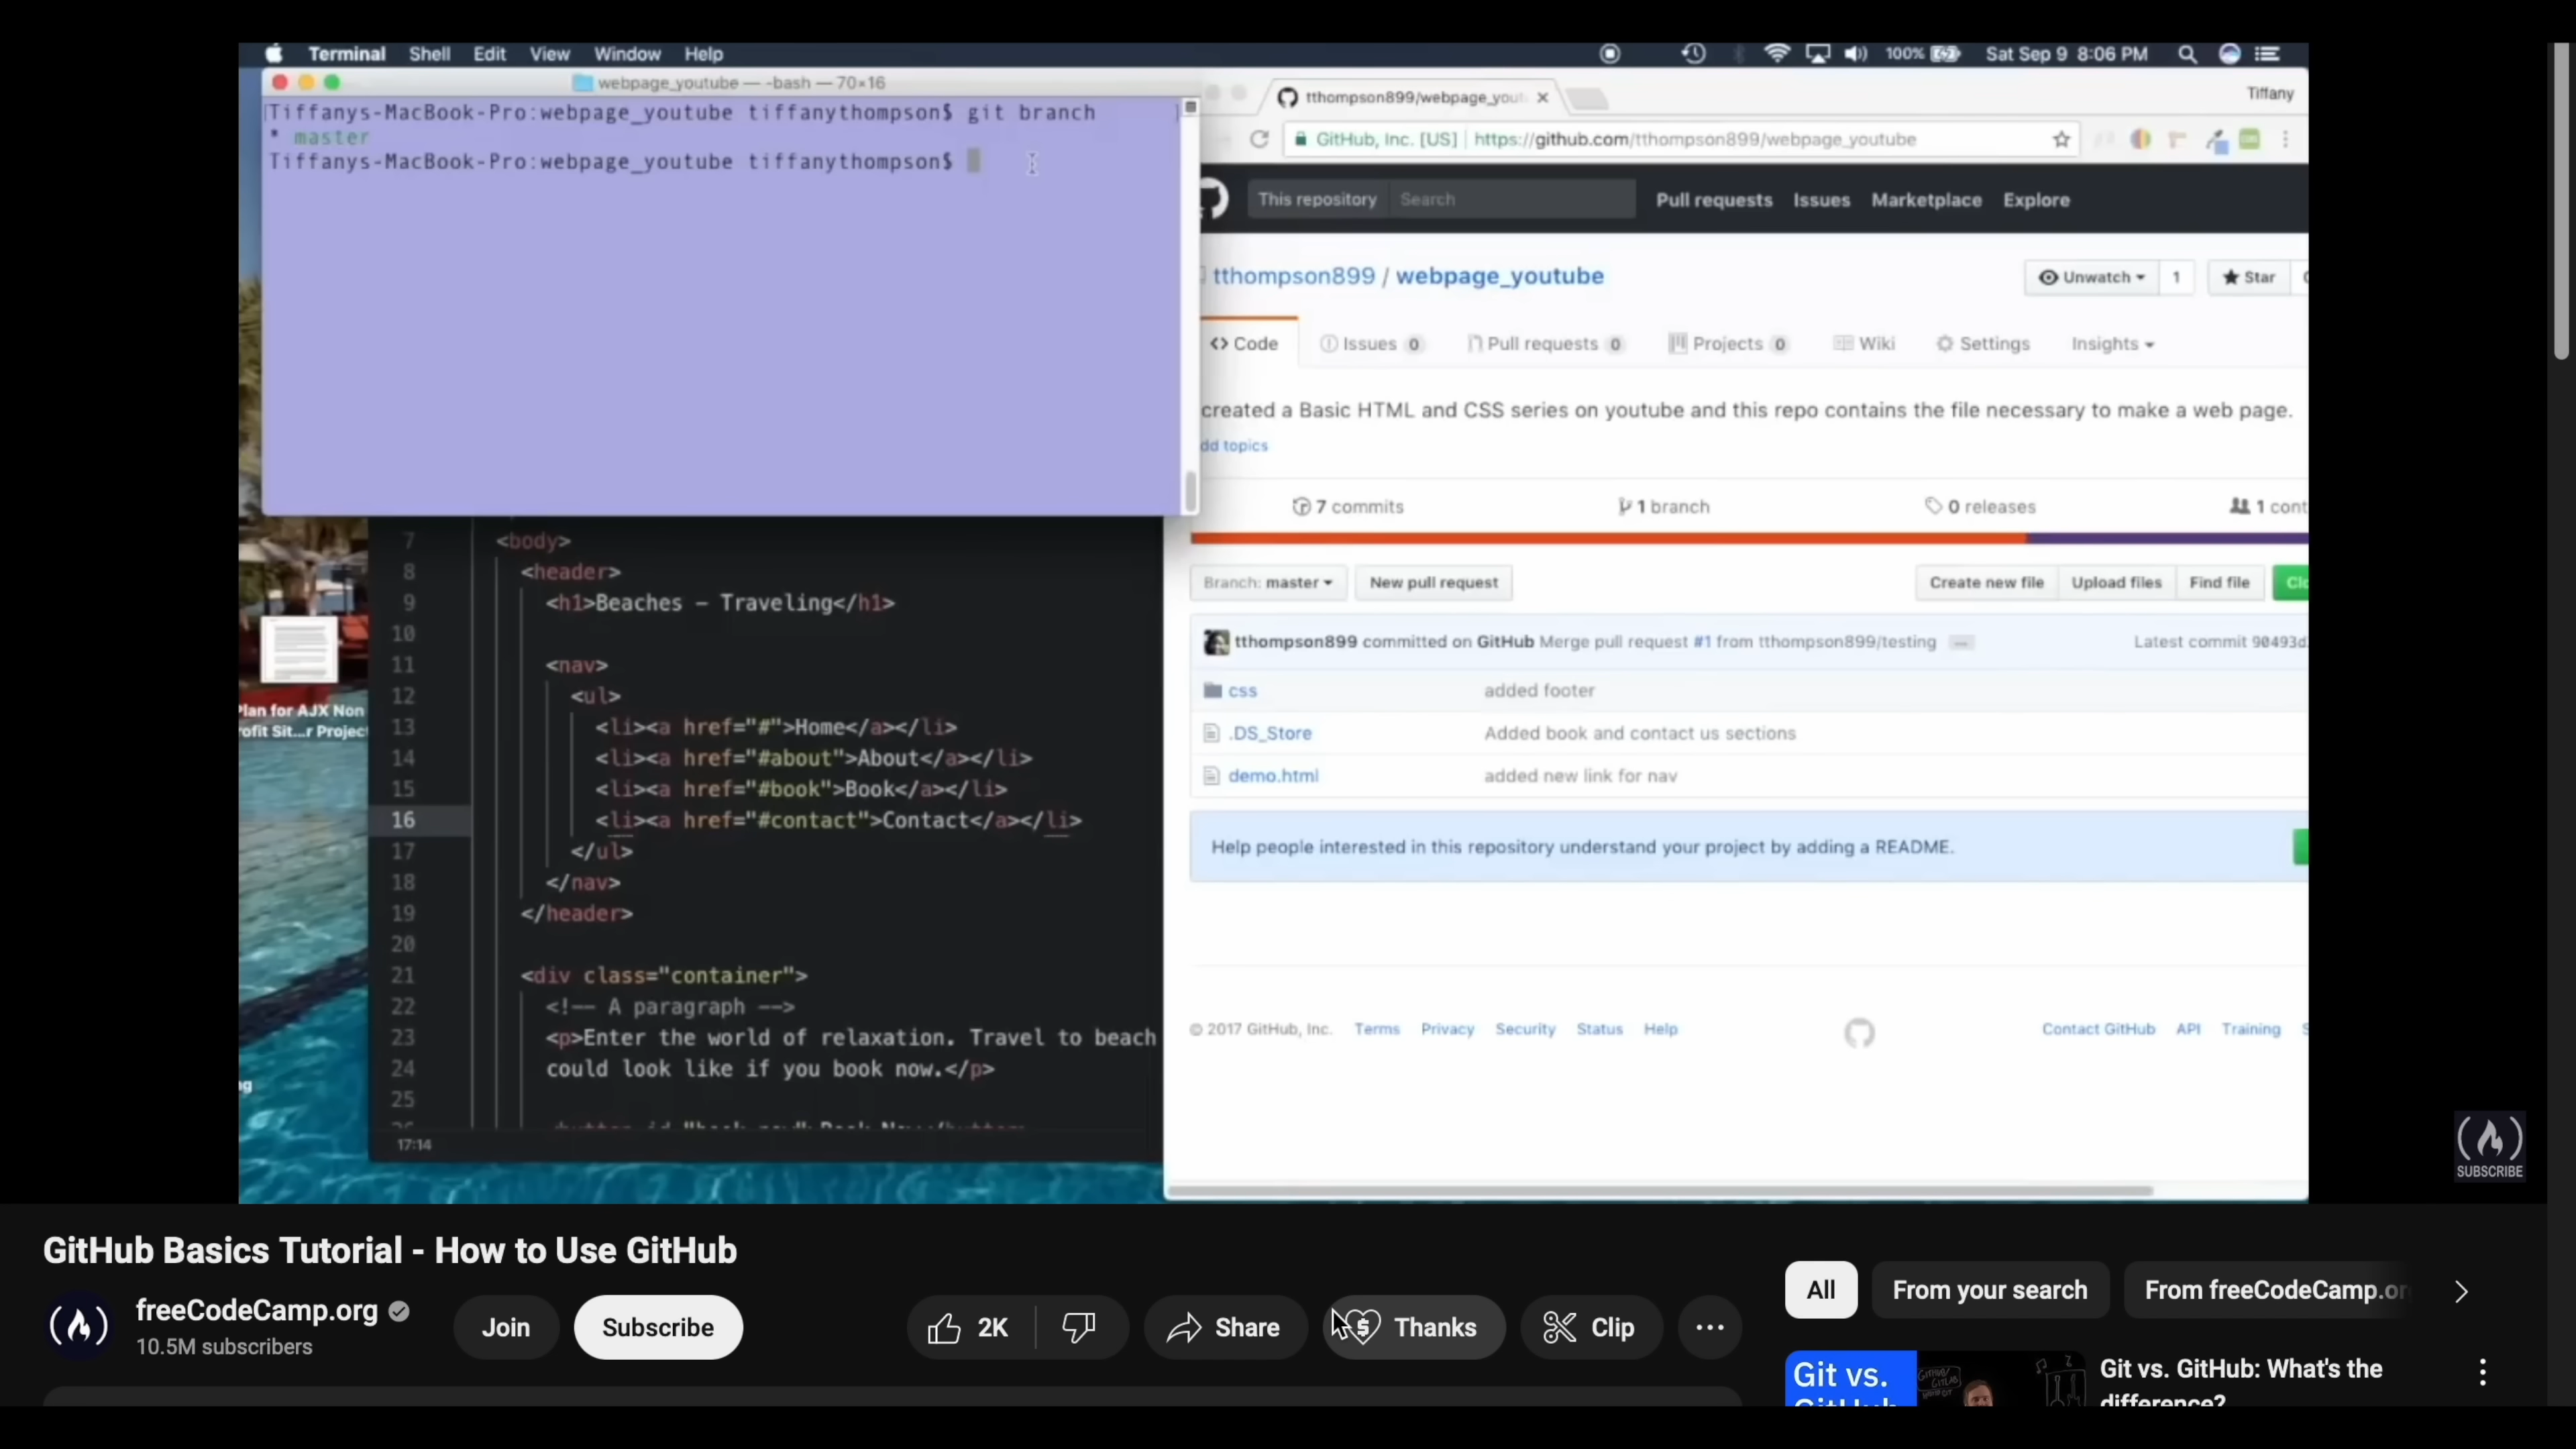 Terminal Shell Edit View Window Help
100% Sat Sep 9 8:06 PM
webpage_youtube — -bash — 70×16
Tiffanys-MacBook-Pro:webpage_youtube tiffanythompson$ git branch
* master
Tiffanys-MacBook-Pro:webpage_youtube tiffanythompson$
tthompson899/webpage_yout
Tiffany
GitHub, Inc. [US] | https://github.com/tthompson899/webpage_youtube
This repository Search Pull requests Issues Marketplace Explore
tthompson899 / webpage_youtube
Unwatch 1 Star
Code Issues 0 Pull requests 0 Projects 0 Wiki Settings Insights
created a Basic HTML and CSS series on youtube and this repo contains the file necessary to make a web page.
dd topics
7 commits 1 branch 0 releases 1 cont
Branch: master New pull request Create new file Upload files Find file Clo
tthompson899 committed on GitHub Merge pull request #1 from tthompson899/testing ... Latest commit 90493d
css added footer
.DS_Store Added book and contact us sections
demo.html added new link for nav
Help people interested in this repository understand your project by adding a README.
© 2017 GitHub, Inc. Terms Privacy Security Status Help Contact GitHub API Training
7 <body>
8 <header>
9 <h1>Beaches – Traveling</h1>
10
11 <nav>
12 <ul>
13 <li><a href="#">Home</a></li>
14 <li><a href="#about">About</a></li>
15 <li><a href="#book">Book</a></li>
16 <li><a href="#contact">Contact</a></li>
17 </ul>
18 </nav>
19 </header>
20
21 <div class="container">
22 <!-- A paragraph -->
23 <p>Enter the world of relaxation. Travel to beach
24 could look like if you book now.</p>
25
17:14
Plan for AJX Non
ofit Sit...r Project
SUBSCRIBE
GitHub Basics Tutorial - How to Use GitHub
freeCodeCamp.org
10.5M subscribers
Join Subscribe 2K Share Thanks Clip
All From your search From freeCodeCamp.or
Git vs.
GitHub
Git vs. GitHub: What's the
difference?